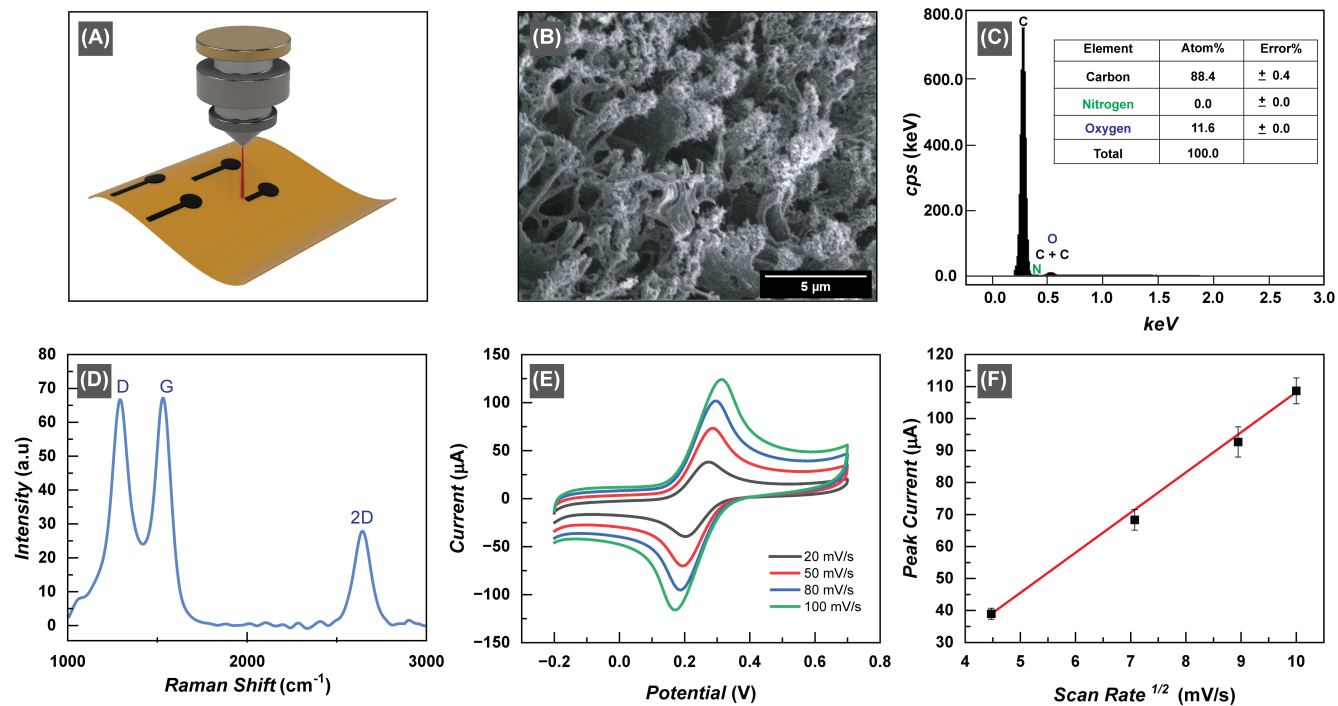 (A)
(B)
5 µm
(C)
800.0
600.0
400.0
200.0
0.0
cps (keV)
C
Element Atom% Error%
Carbon 88.4 ± 0.4
Nitrogen 0.0 ± 0.0
Oxygen 11.6 ± 0.0
Total 100.0
O
C + C
N
0.0 0.5 1.0 1.5 2.0 2.5 3.0
keV
(D)
80
70
60
50
40
30
20
10
0
Intensity (a.u)
D G
2D
1000 2000 3000
Raman Shift (cm⁻¹)
(E)
150
100
50
0
−50
−100
−150
Current (µA)
20 mV/s
50 mV/s
80 mV/s
100 mV/s
−0.2 0.0 0.2 0.4 0.6 0.8
Potential (V)
(F)
120
110
100
90
80
70
60
50
40
30
Peak Current (µA)
4 5 6 7 8 9 10
Scan Rate ¹ᐟ² (mV/s)